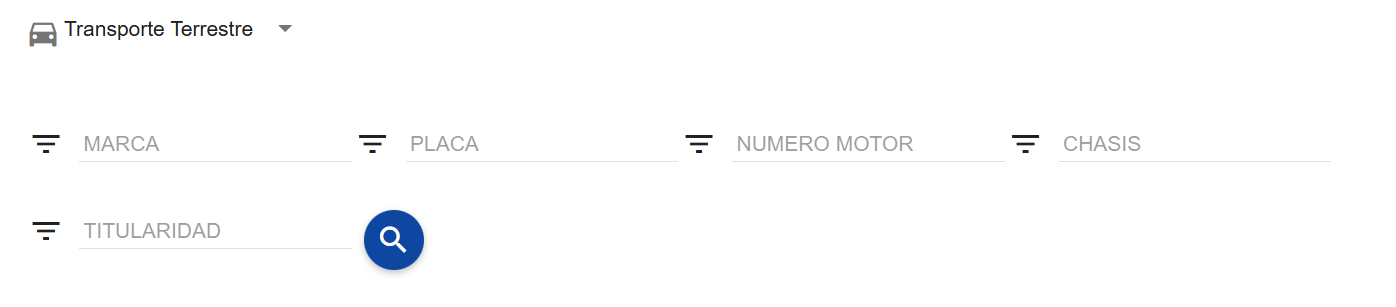 Transporte Terrestre
MARCA PLACA NUMERO MOTOR CHASIS
TITULARIDAD